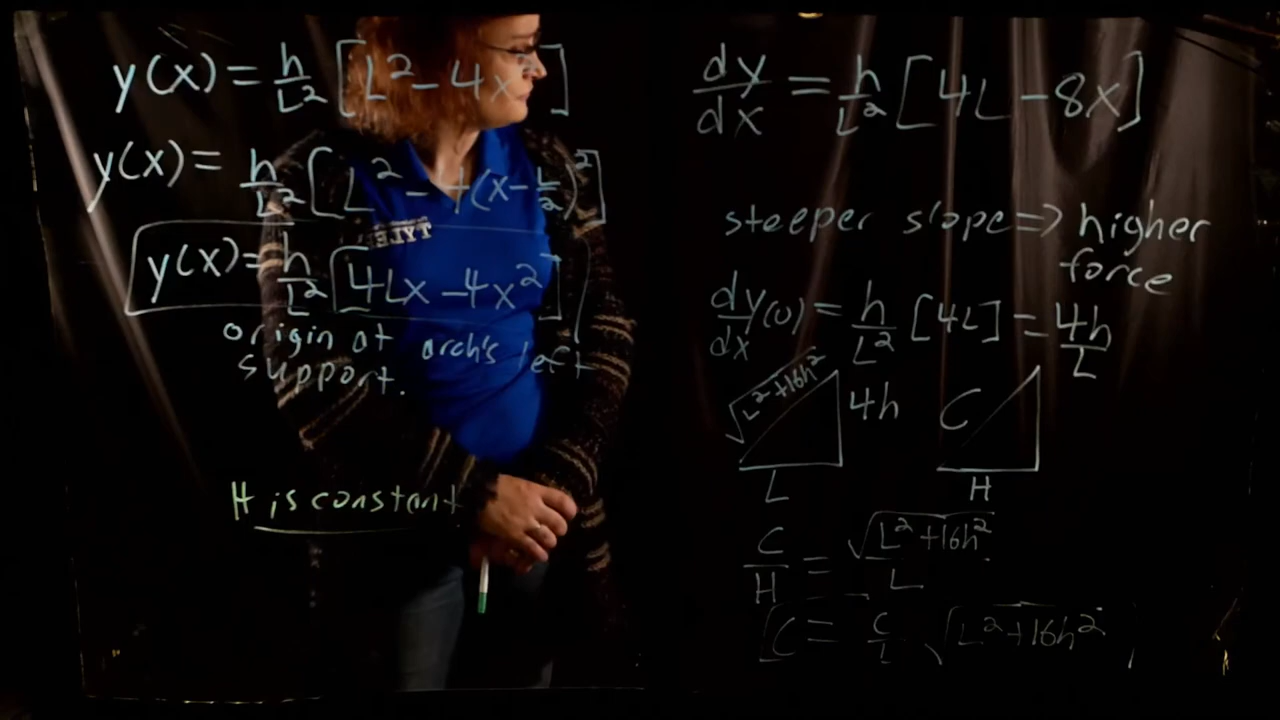 y(x) = h/L² [L² - 4x²]
y(x) = h/L² [L² - 4(x - L/2)²]
y(x) = h/L² [4Lx - 4x²]
origin at arch's left
support.
H is constant
dy/dx = h/L² [4L - 8x]
steeper slope => higher
force
dy/dx (0) = h/L² [4L] = 4h/L
√L²+16h² 4h C
L H
C/H = √L²+16h² / L
C = C/L √L²+16h²